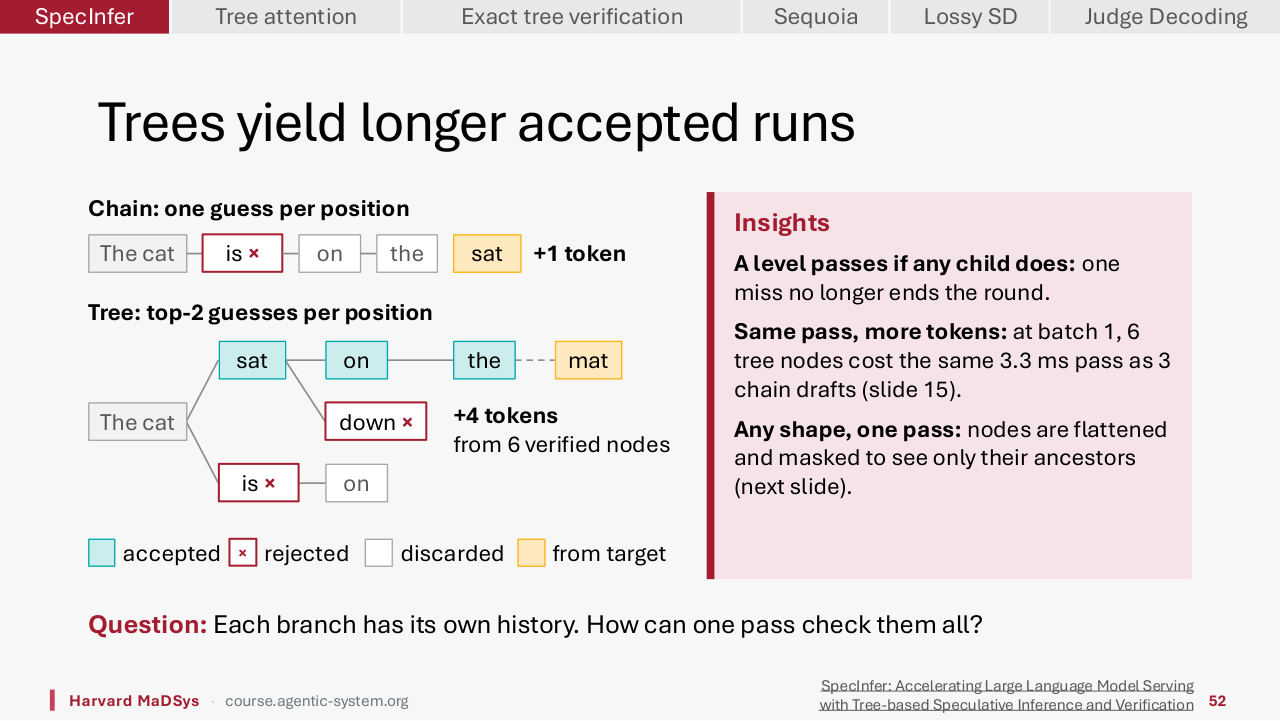 SpecInfer
Tree attention
Exact tree verification
Sequoia
Lossy SD
Judge Decoding
Trees yield longer accepted runs
Chain: one guess per position
The cat
is ×
on
the
sat
+1 token
Tree: top-2 guesses per position
sat
on
the
mat
The cat
down ×
+4 tokens
from 6 verified nodes
is ×
on
accepted
×
rejected
discarded
from target
Insights
A level passes if any child does: one
miss no longer ends the round.
Same pass, more tokens: at batch 1, 6
tree nodes cost the same 3.3 ms pass as 3
chain drafts (slide 15).
Any shape, one pass: nodes are flattened
and masked to see only their ancestors
(next slide).
Question: Each branch has its own history. How can one pass check them all?
Harvard MaDSys · course.agentic-system.org
SpecInfer: Accelerating Large Language Model Serving
with Tree-based Speculative Inference and Verification
52